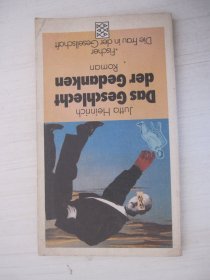 Jutta Heinrich
Das Geschlecht
der Gedanken
Roman
Fischer
Die Frau in der Gesellschaft